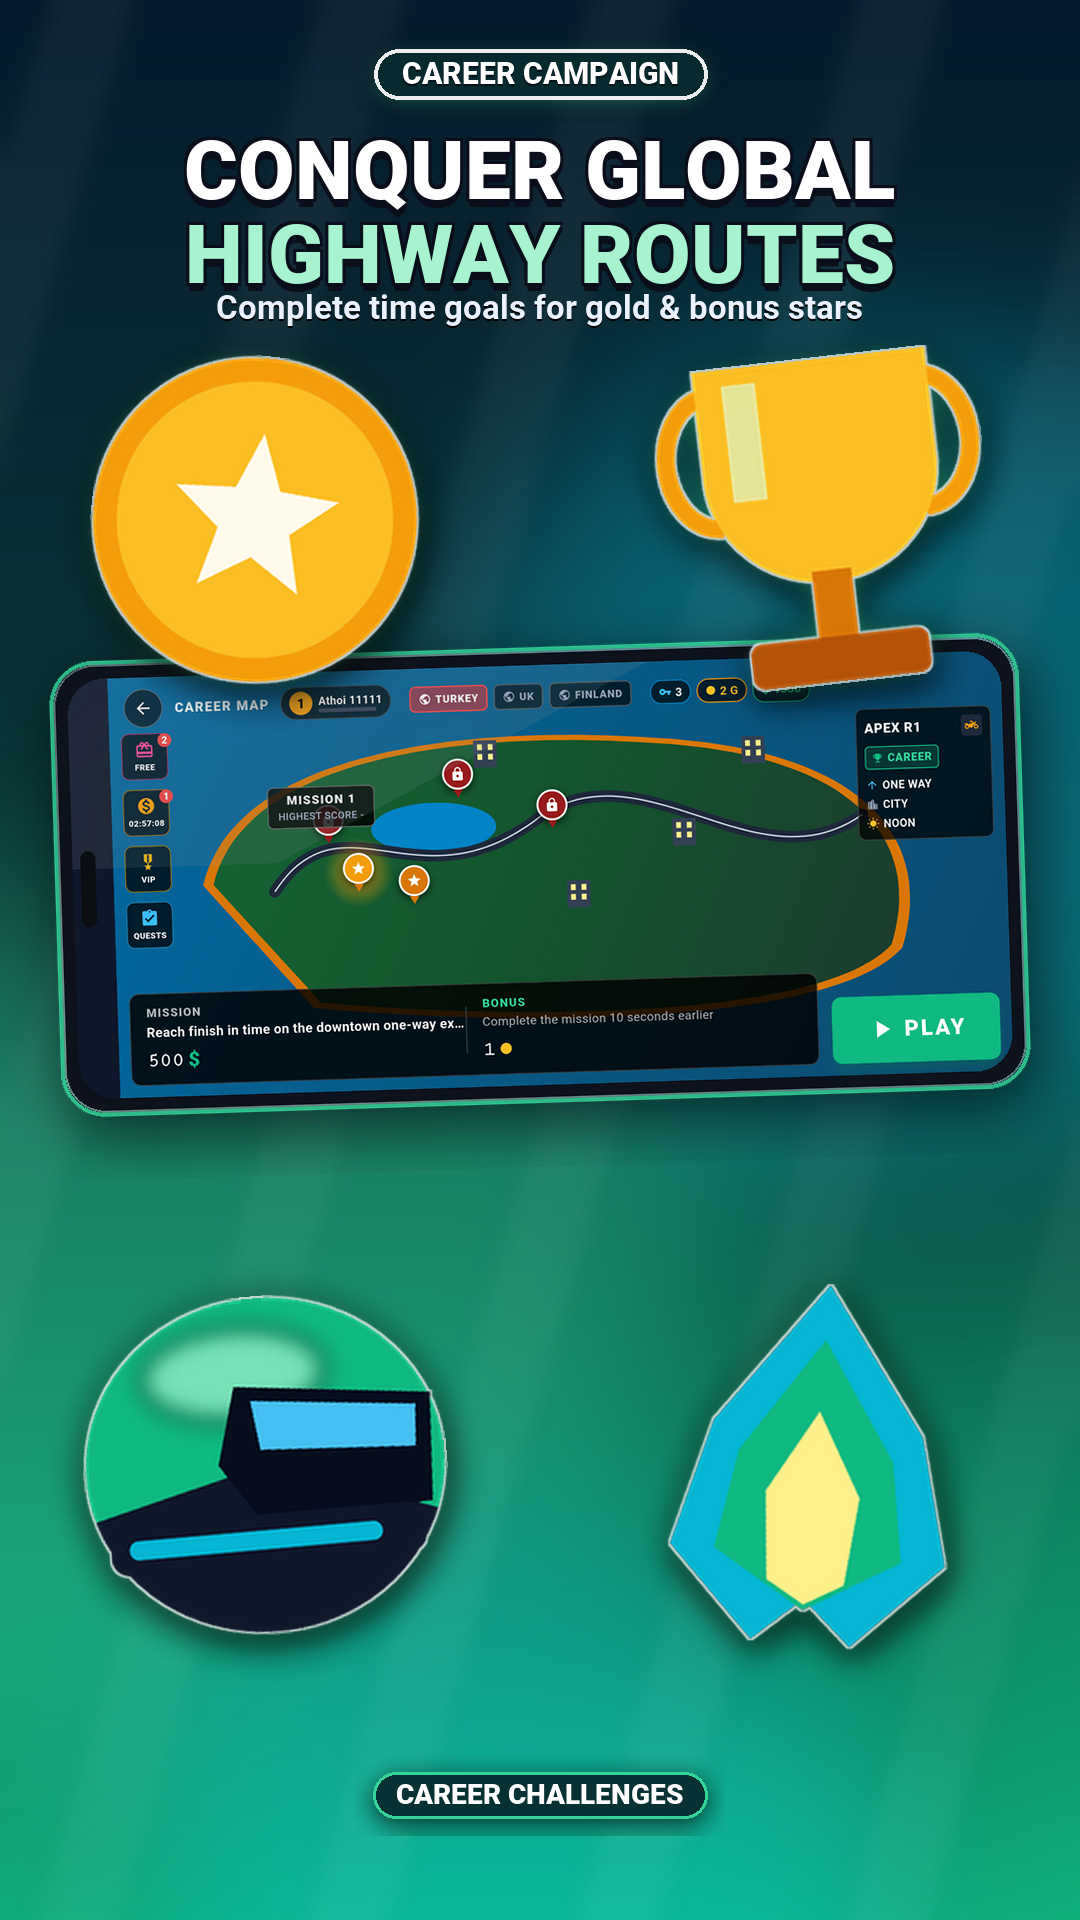 CAREER CAMPAIGN
CONQUER GLOBAL
HIGHWAY ROUTES
Complete time goals for gold & bonus stars
CAREER MAP
1
Athoi 11111
TURKEY
UK
FINLAND
3
2 G
FREE
2
02:57:08
1
VIP
QUESTS
MISSION 1
HIGHEST SCORE -
APEX R1
CAREER
ONE WAY
CITY
NOON
MISSION
Reach finish in time on the downtown one-way ex...
500 $
BONUS
Complete the mission 10 seconds earlier
1
PLAY
CAREER CHALLENGES